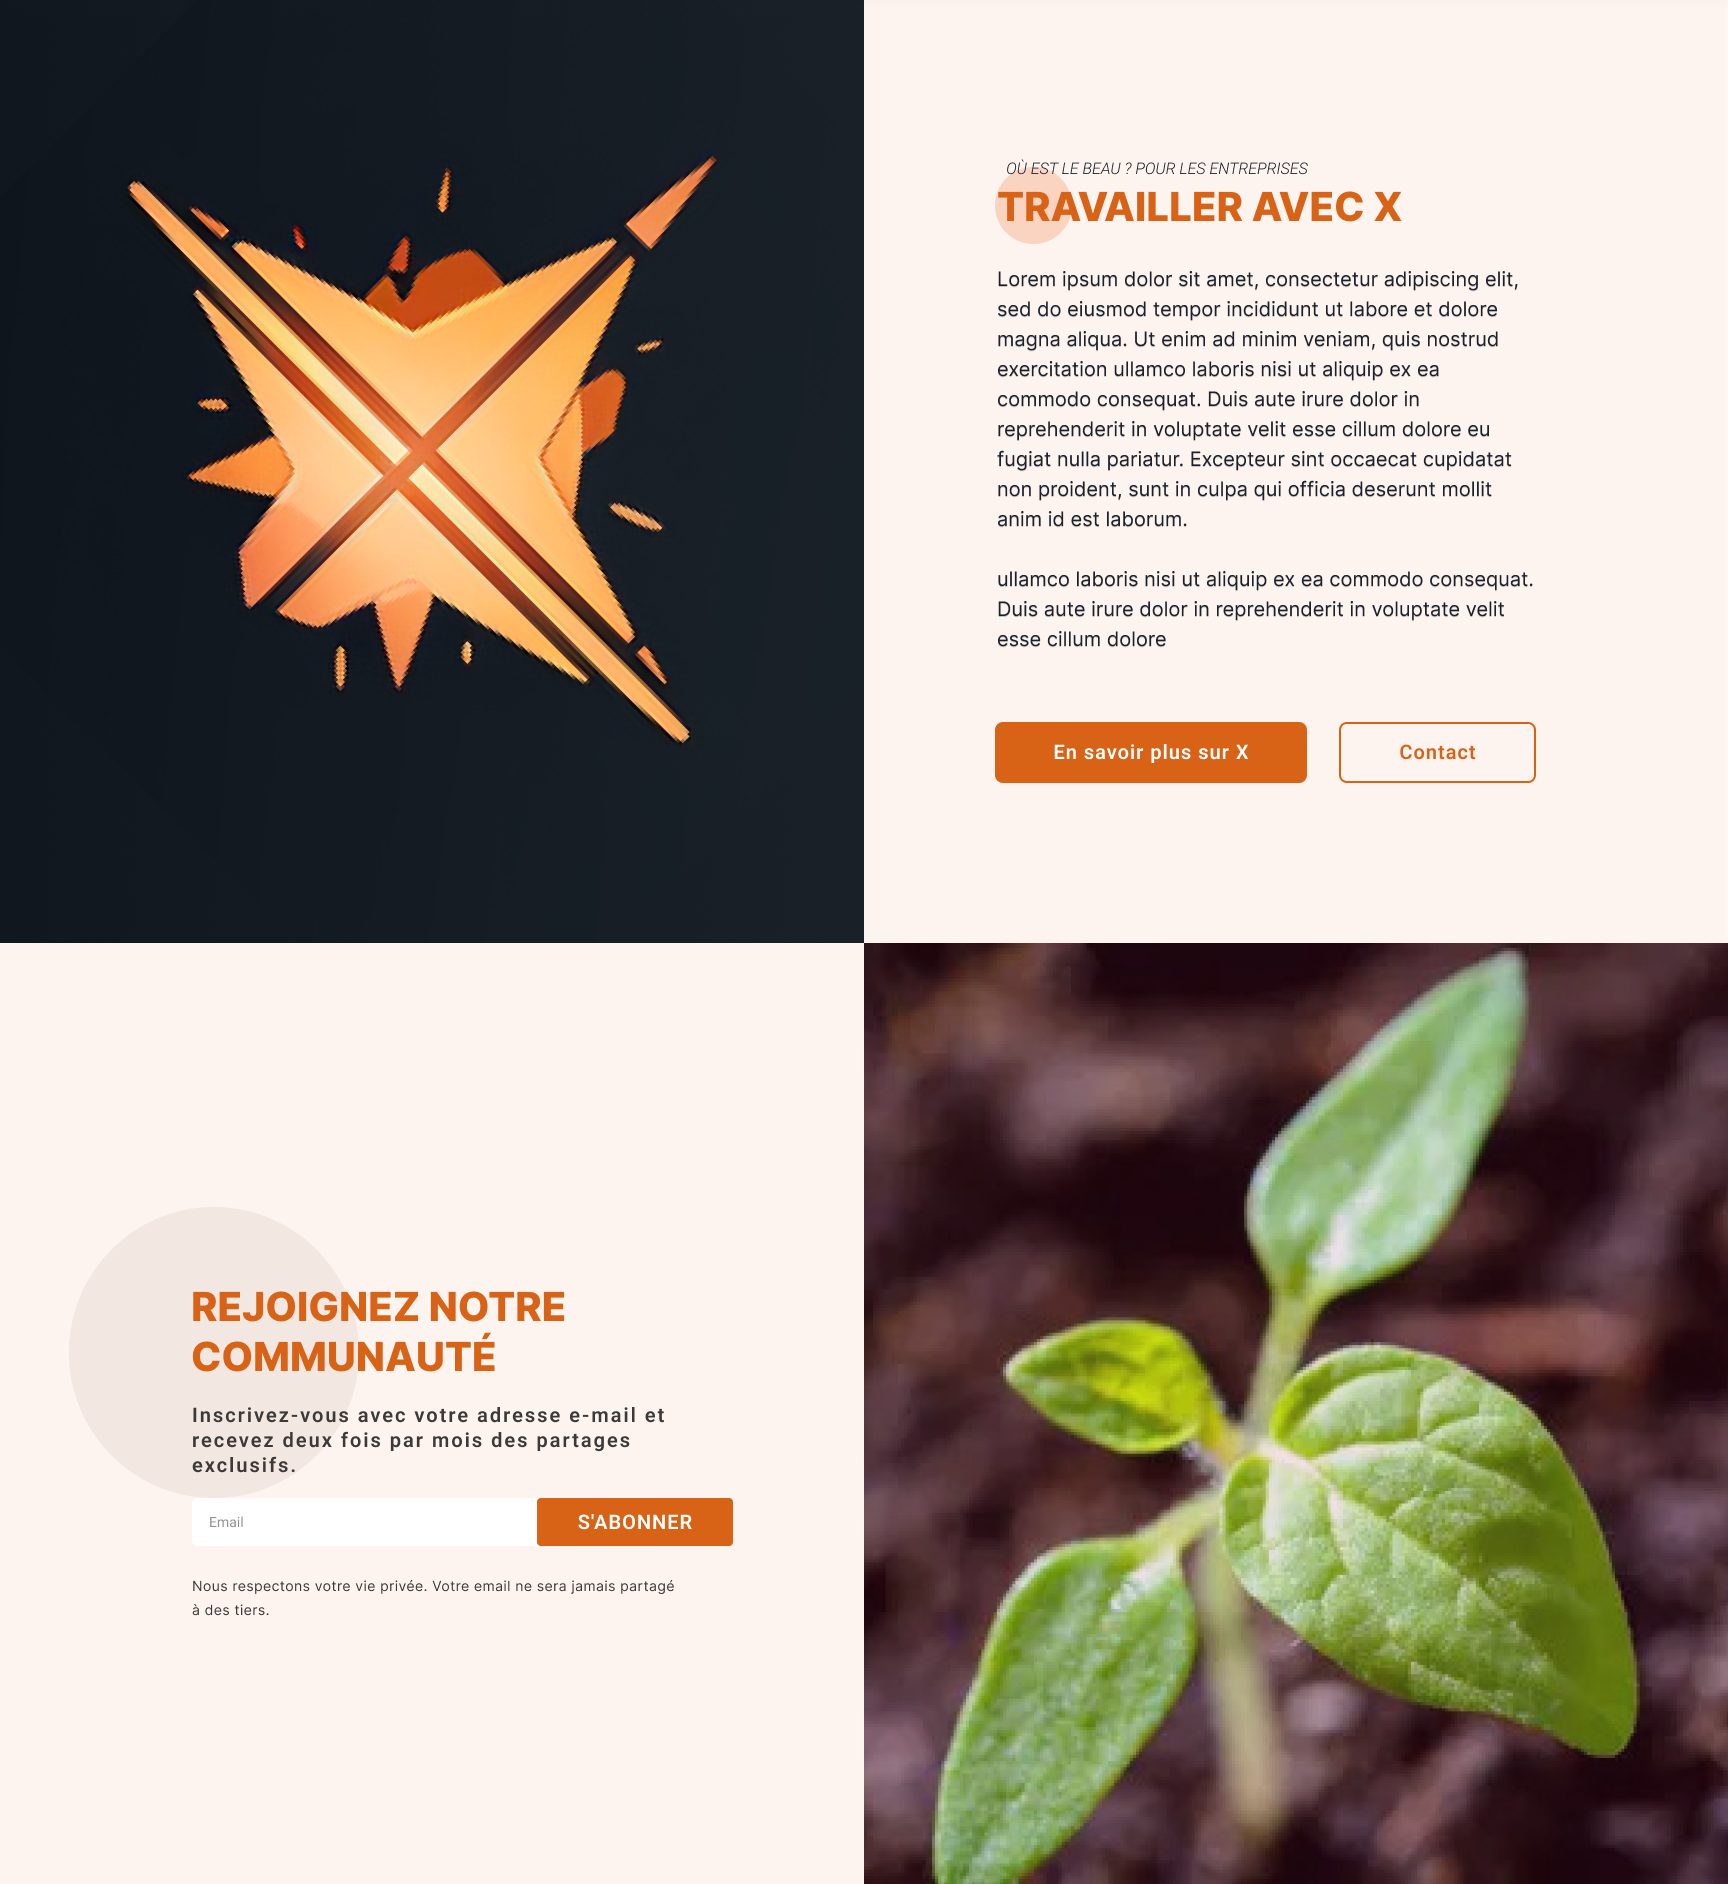 OÙ EST LE BEAU ? POUR LES ENTREPRISES
TRAVAILLER AVEC X
Lorem ipsum dolor sit amet, consectetur adipiscing elit,
sed do eiusmod tempor incididunt ut labore et dolore
magna aliqua. Ut enim ad minim veniam, quis nostrud
exercitation ullamco laboris nisi ut aliquip ex ea
commodo consequat. Duis aute irure dolor in
reprehenderit in voluptate velit esse cillum dolore eu
fugiat nulla pariatur. Excepteur sint occaecat cupidatat
non proident, sunt in culpa qui officia deserunt mollit
anim id est laborum.
ullamco laboris nisi ut aliquip ex ea commodo consequat.
Duis aute irure dolor in reprehenderit in voluptate velit
esse cillum dolore
En savoir plus sur X
Contact
REJOIGNEZ NOTRE
COMMUNAUTÉ
Inscrivez-vous avec votre adresse e-mail et
recevez deux fois par mois des partages
exclusifs.
Email
S'ABONNER
Nous respectons votre vie privée. Votre email ne sera jamais partagé
à des tiers.